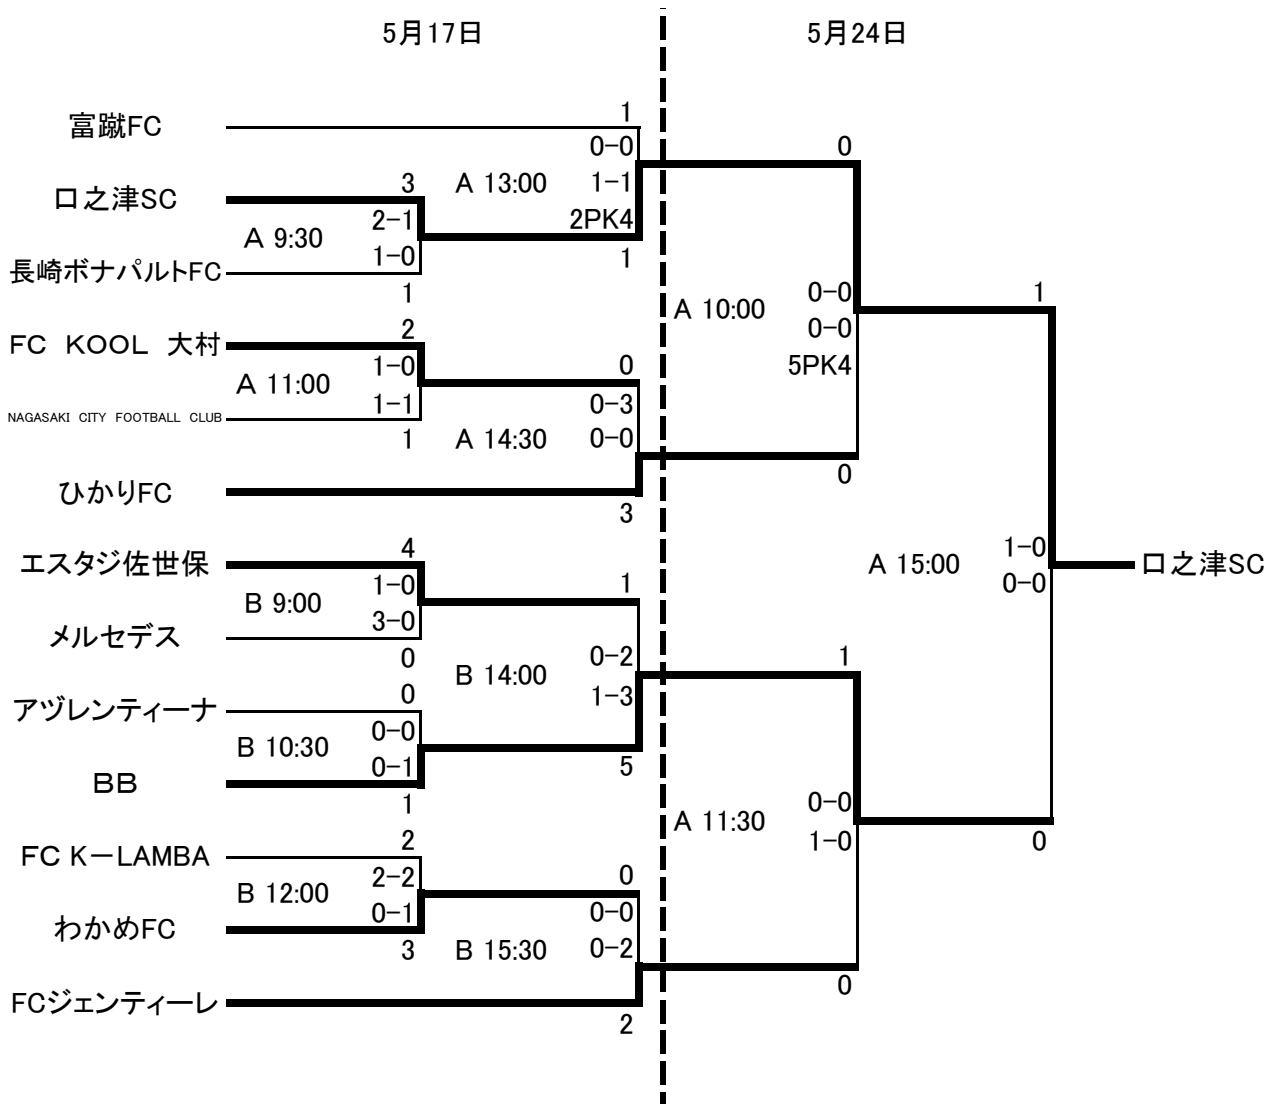 5月17日
5月24日
富蹴FC
1
0-0
0
A 13:00
1-1
口之津SC
3
2PK4
2-1
A 9:30
1-0
1
長崎ボナパルトFC
1
A 10:00
0-0
1
0-0
FC KOOL 大村
2
5PK4
1-0
0
A 11:00
1-1
0-3
NAGASAKI CITY FOOTBALL CLUB
1
A 14:30
0-0
0
ひかりFC
3
エスタジ佐世保
4
1-0
A 15:00
1-0
口之津SC
1
0-0
B 9:00
3-0
メルセデス
0
0-2
1
B 14:00
0
1-3
アヅレンティーナ
0-0
B 10:30
0-1
5
BB
1
0-0
A 11:30
1-0
0
FC K－LAMBA
2
2-2
0
B 12:00
0-1
0-0
わかめFC
3
B 15:30
0-2
0
FCジェンティーレ
2